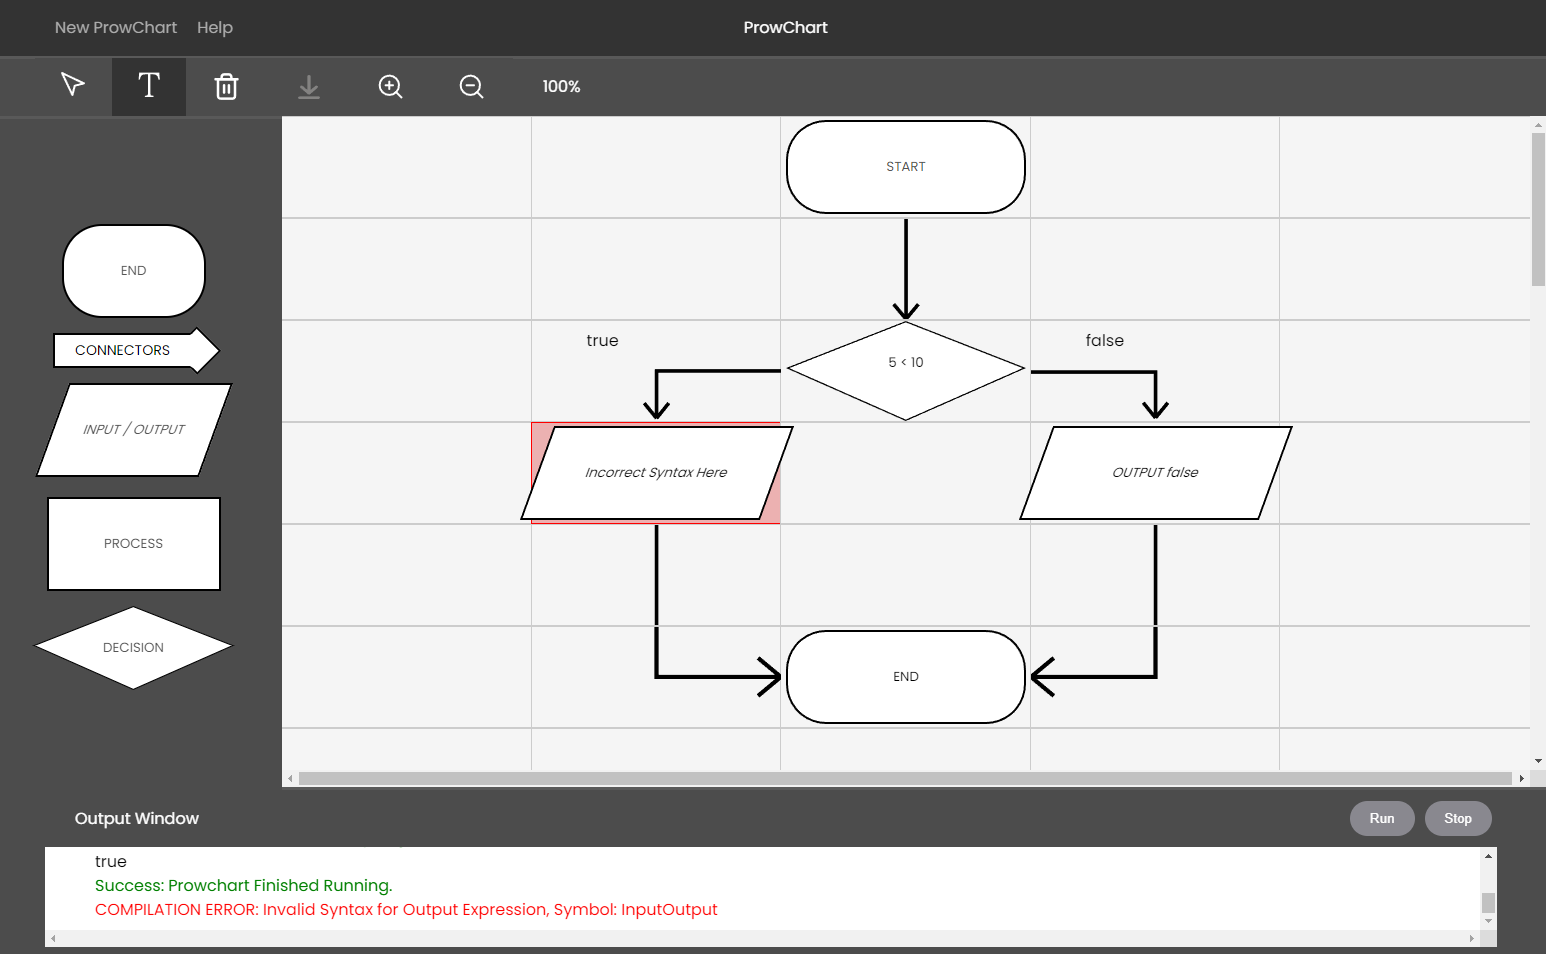 New ProwChart Help ProwChart
T 100%
START
END
CONNECTORS
INPUT / OUTPUT
PROCESS
DECISION
true
5 < 10
false
Incorrect Syntax Here
OUTPUT false
END
Output Window
Run
Stop
true
Success: Prowchart Finished Running.
COMPILATION ERROR: Invalid Syntax for Output Expression, Symbol: InputOutput